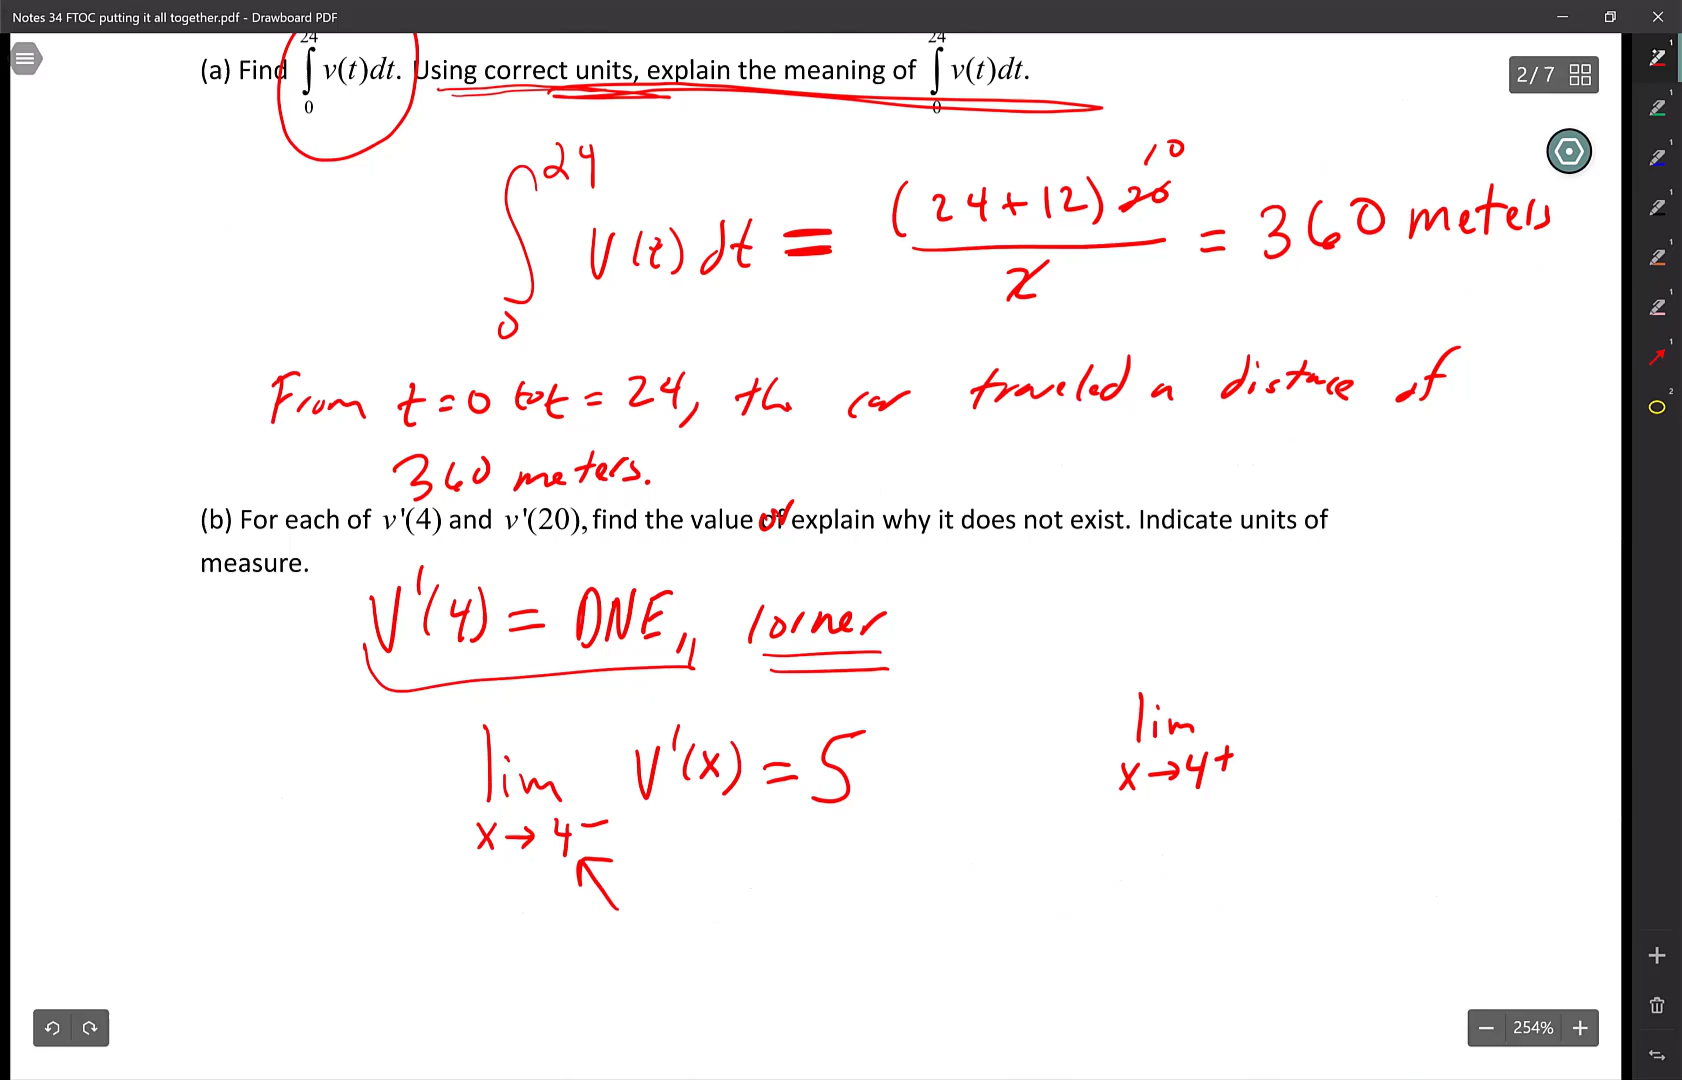 Notes 34 FTOC putting it all together.pdf - Drawboard PDF
2 / 7
(a) Find ∫₀²⁴ v(t)dt. Using correct units, explain the meaning of ∫₀²⁴ v(t)dt.
10
∫₀²⁴ V(t) dt = (24+12) 20 / 2 = 360 meters
From t=0 to t=24, the car traveled a distance of
360 meters.
(b) For each of v'(4) and v'(20), find the value or explain why it does not exist. Indicate units of
measure.
V'(4) = DNE, corner
lim x→4⁻ V'(x) = 5
lim x→4+
254%